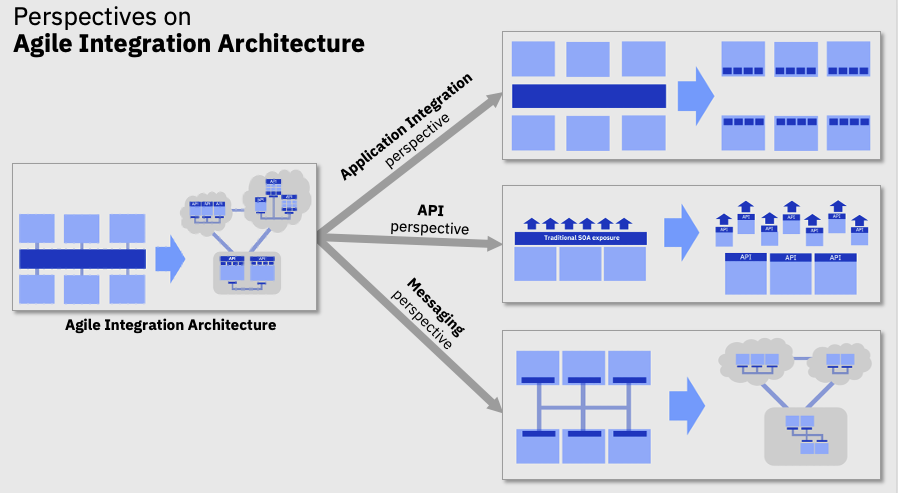 Perspectives on
Agile Integration Architecture
Application Integration
perspective
API
perspective
Messaging
perspective
Agile Integration Architecture
API API API
API
API
API
API
API
Traditional SOA exposure
API
API
API
API
API
API
API
API
API
API